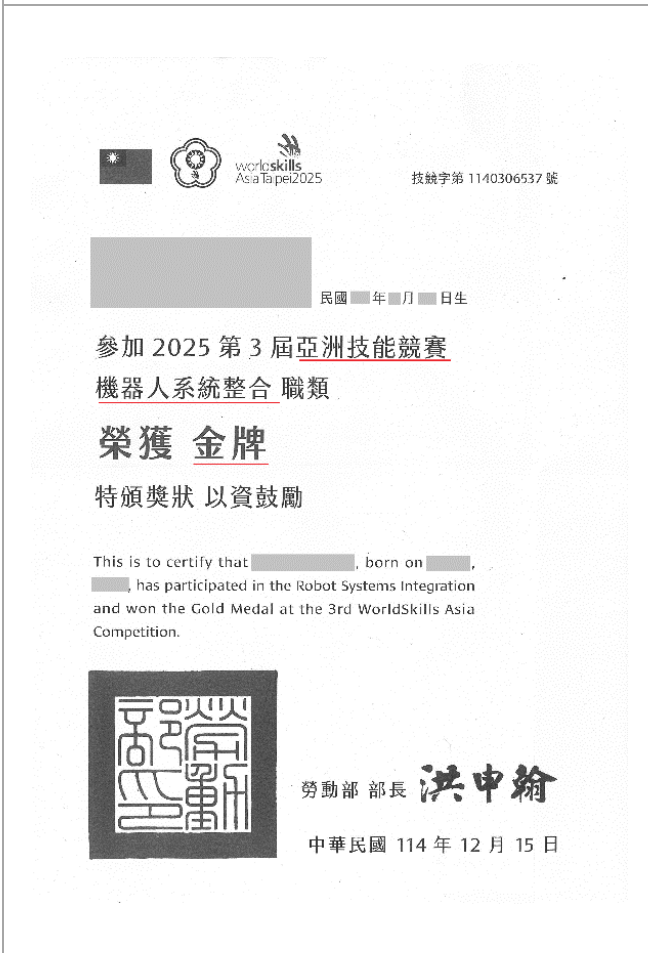 worldskills
Asia Taipei2025
技競字第 1140306537 號
民國 年 月 日生
參加 2025 第 3 屆亞洲技能競賽
機器人系統整合 職類
榮獲 金牌
特頒獎狀 以資鼓勵
This is to certify that , born on ,
, has participated in the Robot Systems Integration
and won the Gold Medal at the 3rd WorldSkills Asia
Competition.
勞動部印
勞動部 部長 洪申翰
中華民國 114 年 12 月 15 日